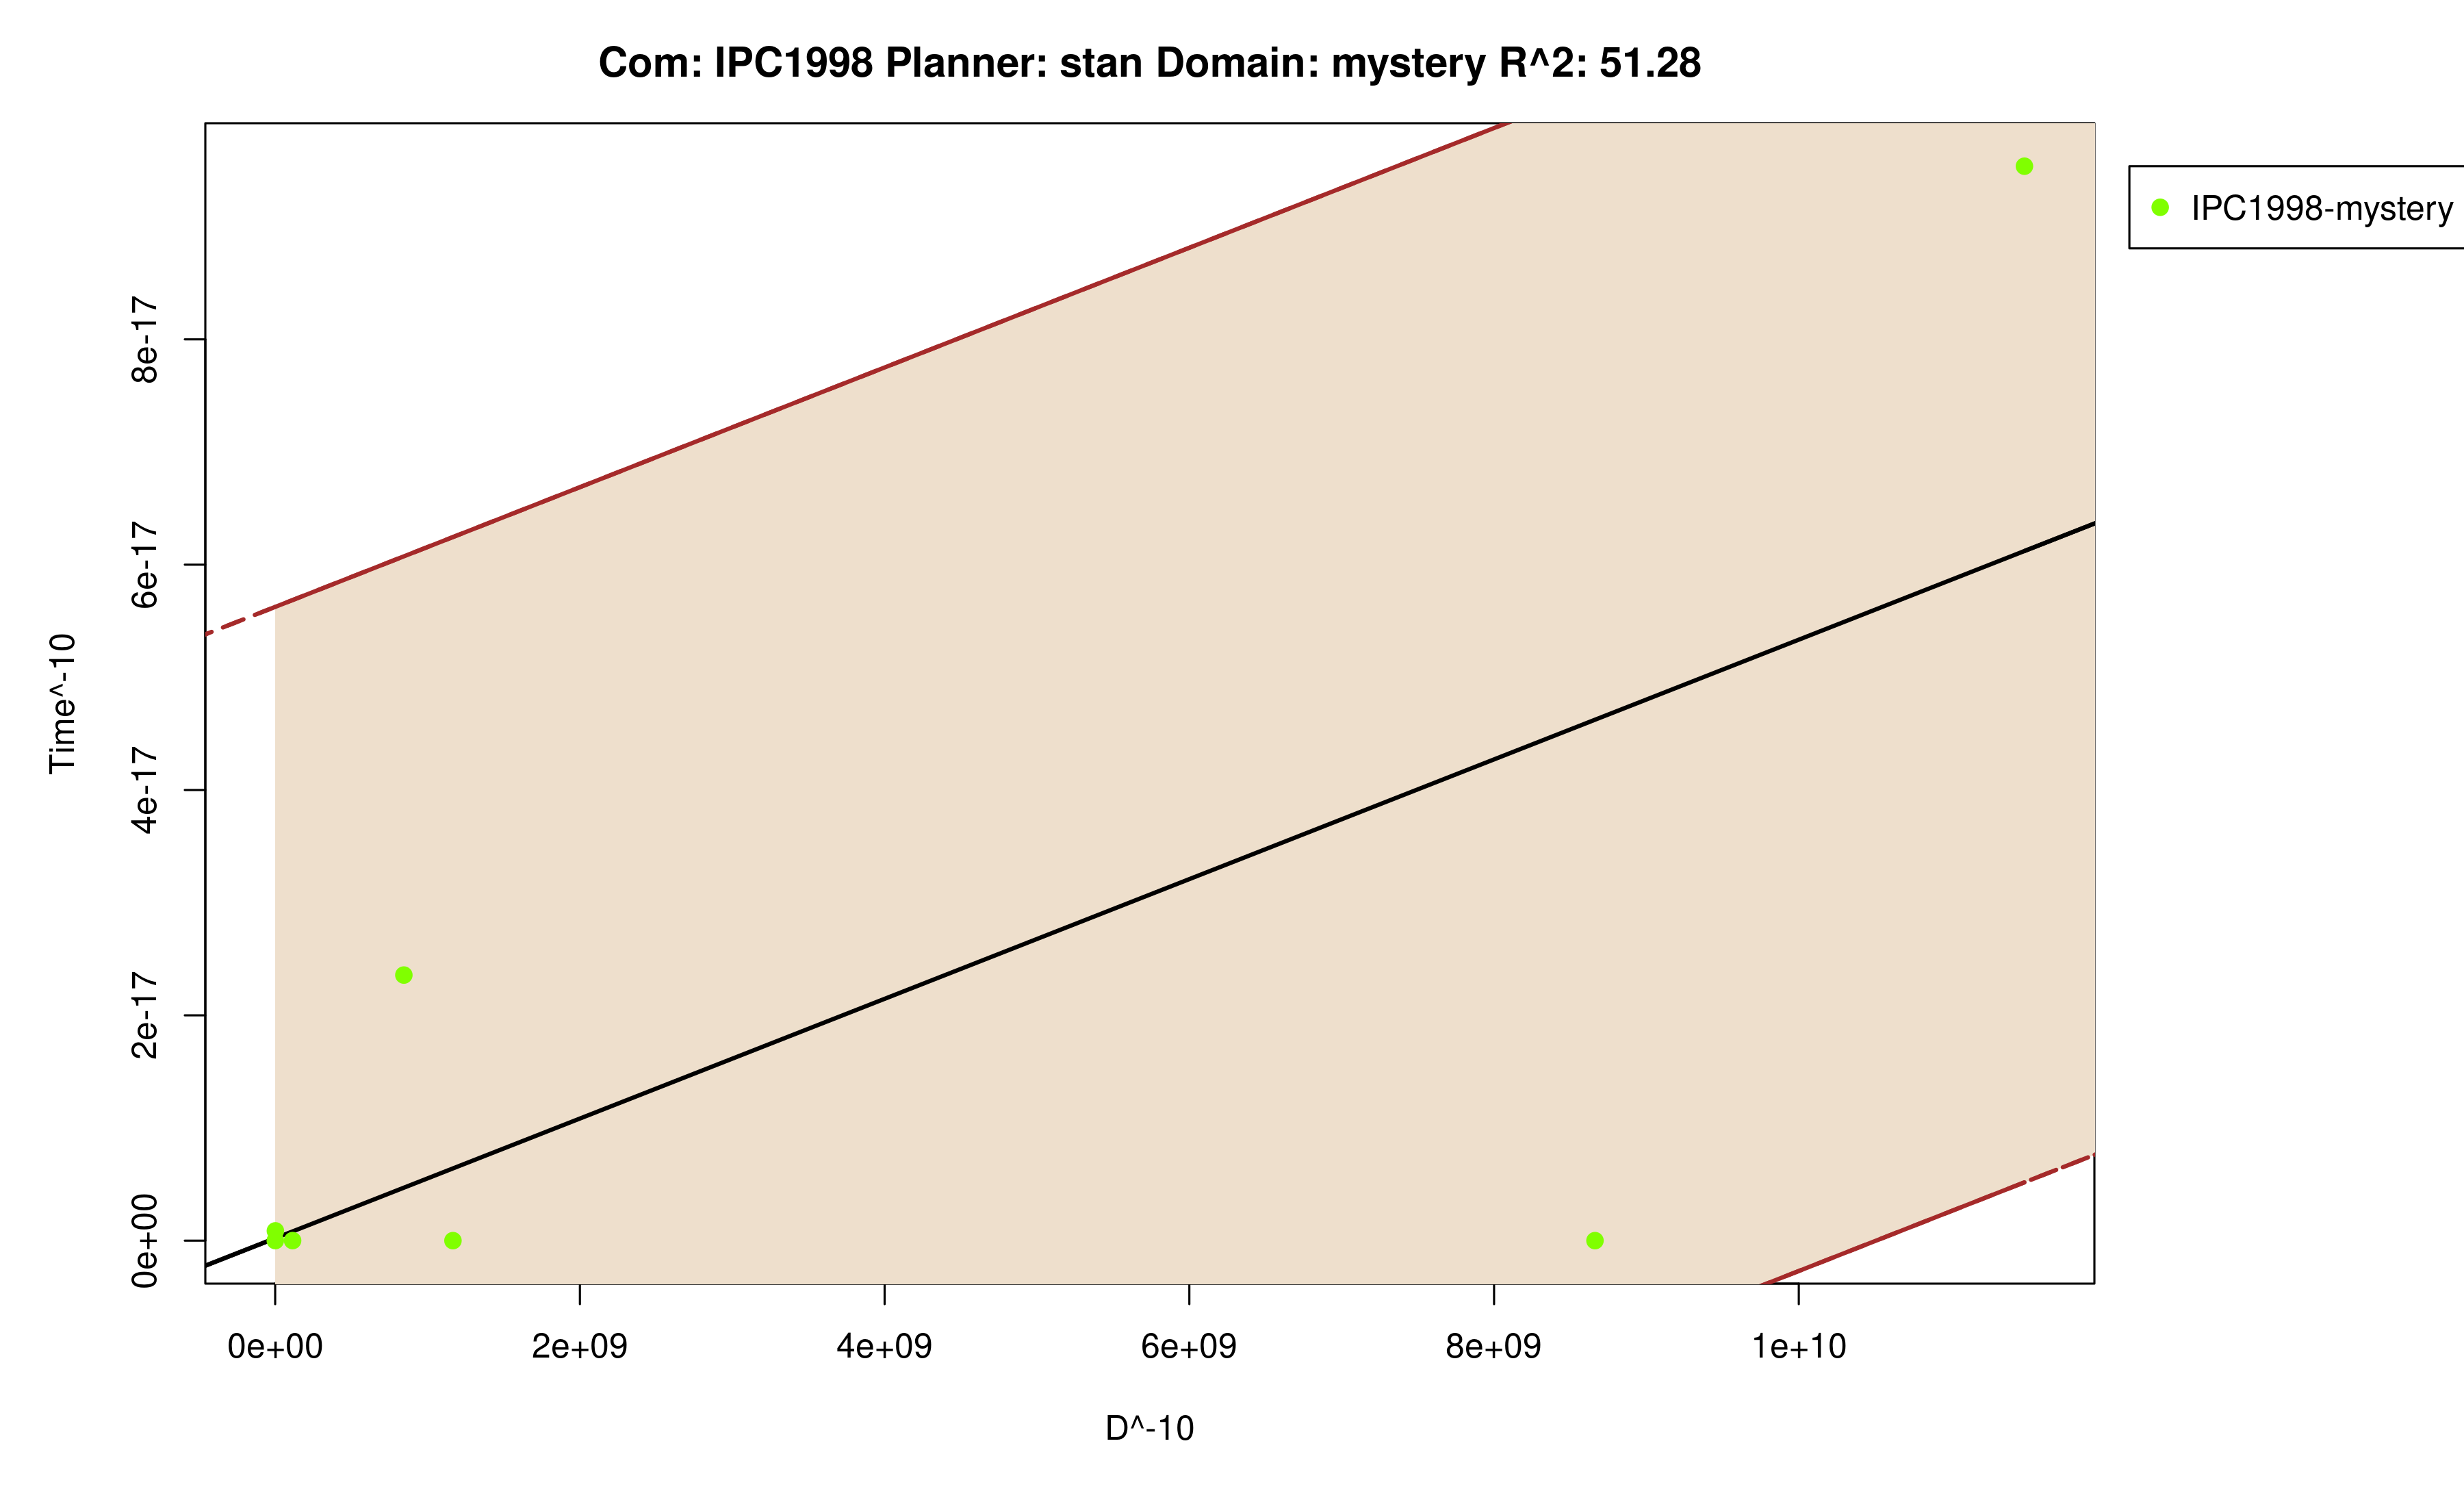 Com: IPC1998 Planner: stan Domain: mystery R^2: 51.28
IPC1998-mystery
8e-17
6e-17
4e-17
2e-17
0e+00
Time^-10
0e+00 2e+09 4e+09 6e+09 8e+09 1e+10
D^-10